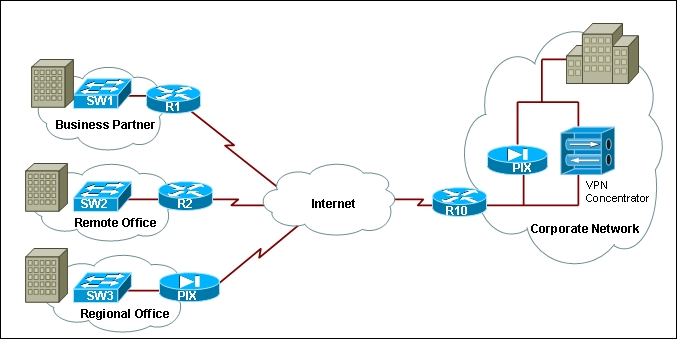 SW1
R1
Business Partner
SW2
R2
Remote Office
SW3
PIX
Regional Office
Internet
R10
PIX
VPN
Concentrator
Corporate Network